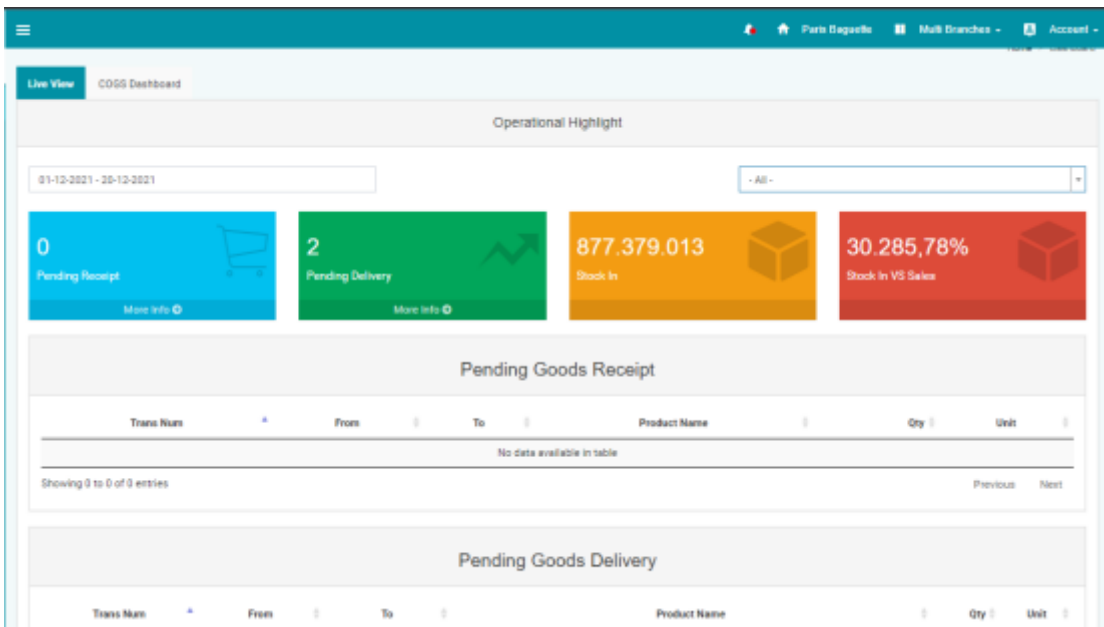 Paris Baguette Multi Branches Account
Live View COGS Dashboard
Operational Highlight
01-12-2021 - 20-12-2021 - All -
0 2 877.379.013 30.285,78%
Pending Receipt Pending Delivery Stock In Stock In VS Sales
More Info More Info
Pending Goods Receipt
Trans Num From To Product Name Qty Unit
No data available in table
Showing 0 to 0 of 0 entries Previous Next
Pending Goods Delivery
Trans Num From To Product Name Qty Unit